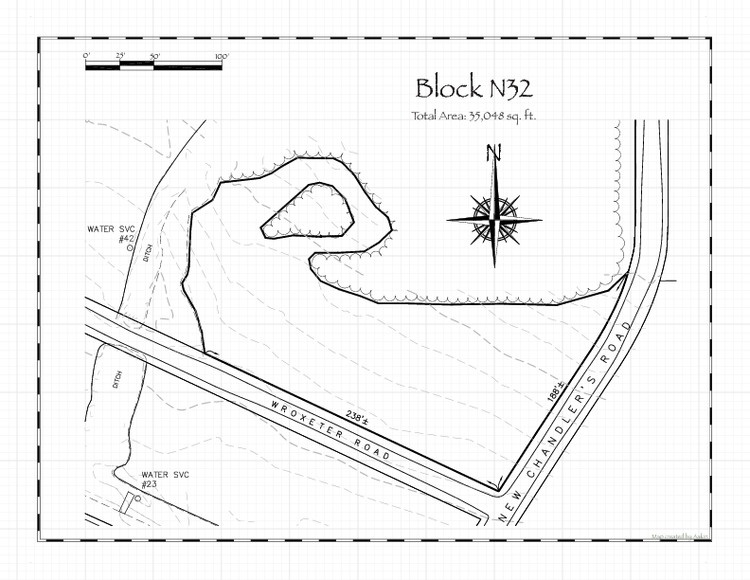 0' 25' 50' 100'
Block N32
Total Area: 35,048 sq. ft.
N
WATER SVC
#42
DITCH
DITCH
WROXETER ROAD
238'±
188'±
NEW CHANDLER'S ROAD
WATER SVC
#23
Map created by